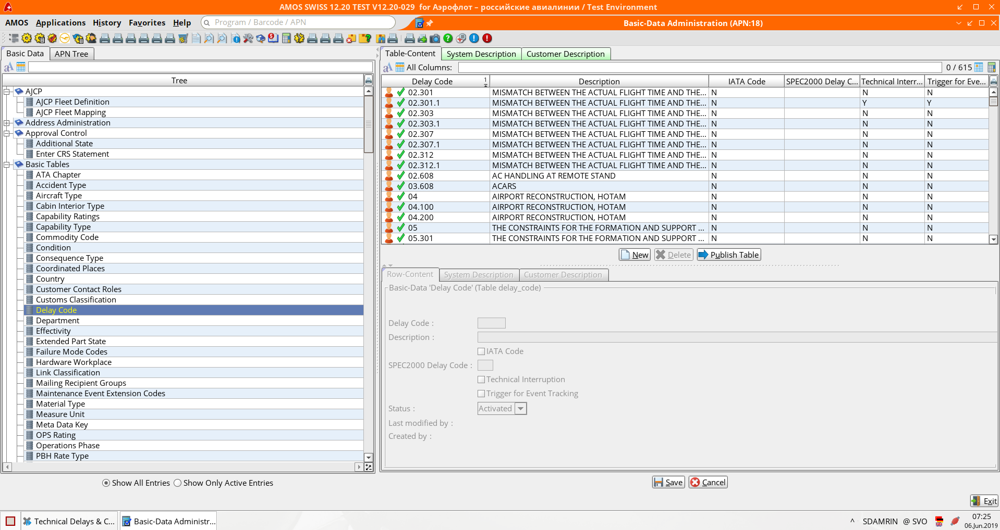 AMOS SWISS 12.20 TEST V12.20-029 for Аэрофлот – российские авиалинии / Test Environment
AMOS Applications History Favorites Help
Program / Barcode / APN
Basic-Data Administration (APN:18)
Basic Data
APN Tree
Tree
AJCP
AJCP Fleet Definition
AJCP Fleet Mapping
Address Administration
Approval Control
Additional State
Enter CRS Statement
Basic Tables
ATA Chapter
Accident Type
Aircraft Type
Cabin Interior Type
Capability Ratings
Capability Type
Commodity Code
Condition
Consequence Type
Coordinated Places
Country
Customer Contact Roles
Customs Classification
Delay Code
Department
Effectivity
Extended Part State
Failure Mode Codes
Hardware Workplace
Link Classification
Mailing Recipient Groups
Maintenance Event Extension Codes
Material Type
Measure Unit
Meta Data Key
OPS Rating
Operations Phase
PBH Rate Type
Show All Entries
Show Only Active Entries
Table-Content
System Description
Customer Description
All Columns:
0 / 615
Delay Code 1 Description IATA Code SPEC2000 Delay C... Technical Interr... Trigger for Eve...
02.301 MISMATCH BETWEEN THE ACTUAL FLIGHT TIME AND THE... N N N
02.301.1 MISMATCH BETWEEN THE ACTUAL FLIGHT TIME AND THE... N Y Y
02.303 MISMATCH BETWEEN THE ACTUAL FLIGHT TIME AND THE... N N N
02.303.1 MISMATCH BETWEEN THE ACTUAL FLIGHT TIME AND THE... N N N
02.307 MISMATCH BETWEEN THE ACTUAL FLIGHT TIME AND THE... N N N
02.307.1 MISMATCH BETWEEN THE ACTUAL FLIGHT TIME AND THE... N N N
02.312 MISMATCH BETWEEN THE ACTUAL FLIGHT TIME AND THE... N N N
02.312.1 MISMATCH BETWEEN THE ACTUAL FLIGHT TIME AND THE... N N N
02.608 AC HANDLING AT REMOTE STAND N N N
03.608 ACARS N N N
04 AIRPORT RECONSTRUCTION, HOTAM N N N
04.100 AIRPORT RECONSTRUCTION, HOTAM N N N
04.200 AIRPORT RECONSTRUCTION, HOTAM N N N
05 THE CONSTRAINTS FOR THE FORMATION AND SUPPORT ... N N N
05.301 THE CONSTRAINTS FOR THE FORMATION AND SUPPORT ... N N N
New
Delete
Publish Table
Row-Content
System Description
Customer Description
Basic-Data 'Delay Code' (Table delay_code)
Delay Code :
Description :
IATA Code
SPEC2000 Delay Code :
Technical Interruption
Trigger for Event Tracking
Status :
Activated
Last modified by :
Created by :
Save
Cancel
Exit
Technical Delays & C...
Basic-Data Administr...
^ SDAMRIN @ SVO
07:25
06.Jun.2019